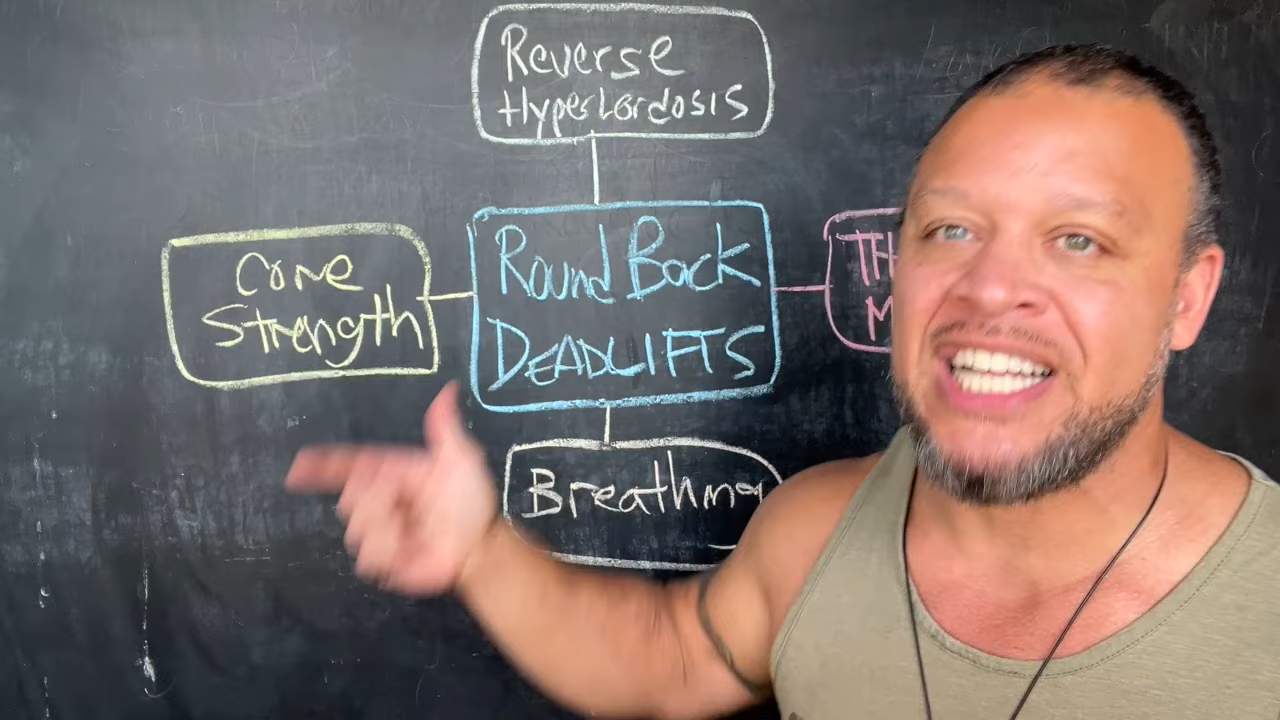 Reverse
HyperLordosis
Core
Strength
Round Back
DEADLIFTS
Breathing